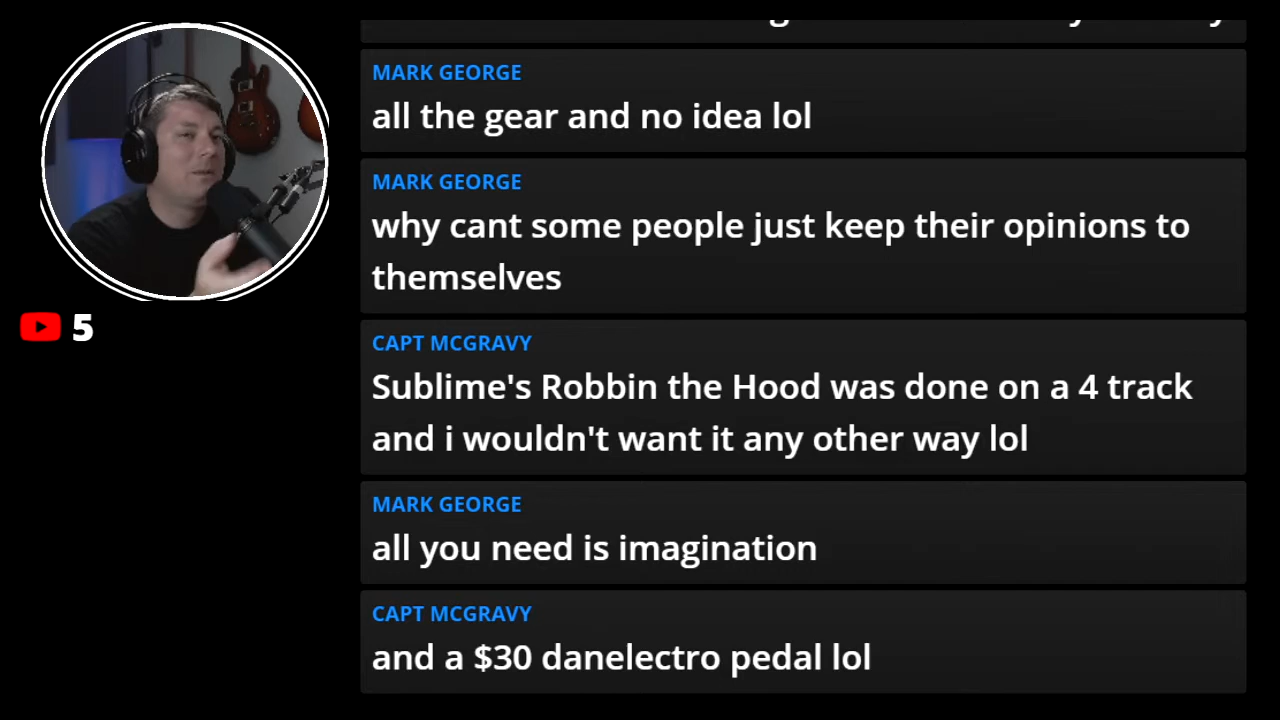 MARK GEORGE
all the gear and no idea lol
MARK GEORGE
why cant some people just keep their opinions to
themselves
CAPT MCGRAVY
Sublime's Robbin the Hood was done on a 4 track
and i wouldn't want it any other way lol
MARK GEORGE
all you need is imagination
CAPT MCGRAVY
and a $30 danelectro pedal lol
5